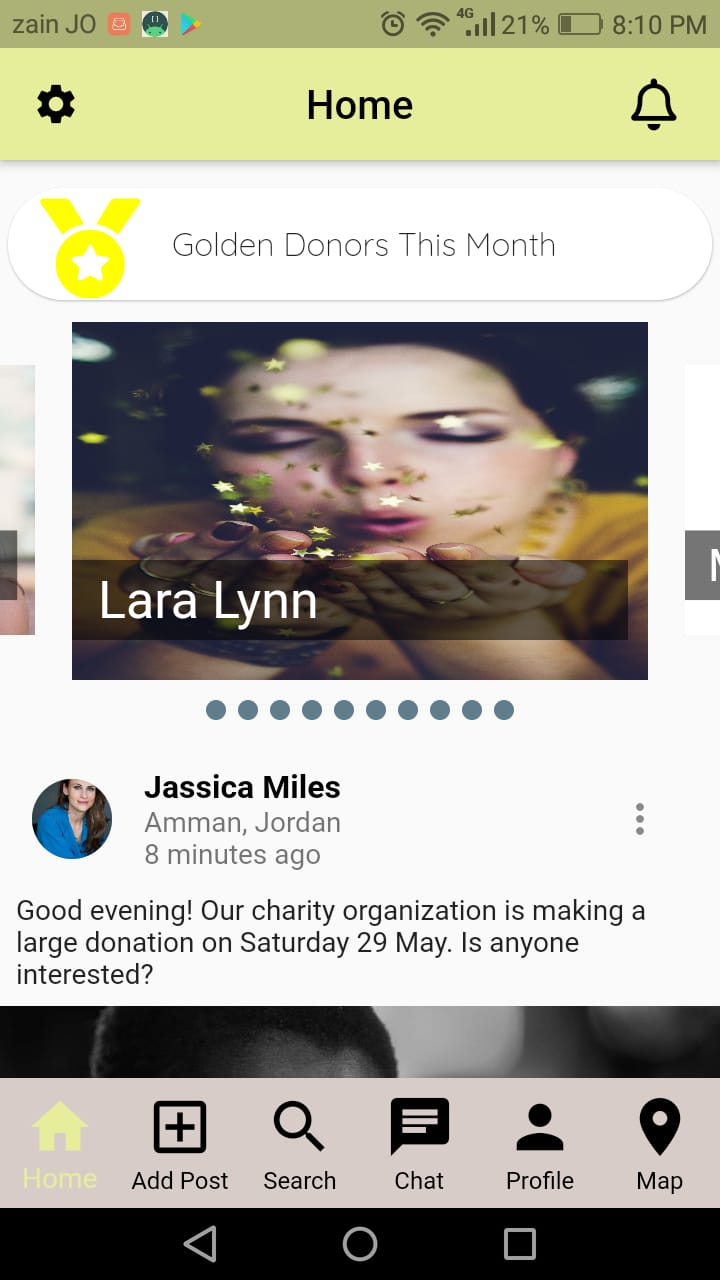 zain JO 4G 21% 8:10 PM
Home
Golden Donors This Month
Lara Lynn
Jassica Miles
Amman, Jordan
8 minutes ago
Good evening! Our charity organization is making a
large donation on Saturday 29 May. Is anyone
interested?
Home Add Post Search Chat Profile Map